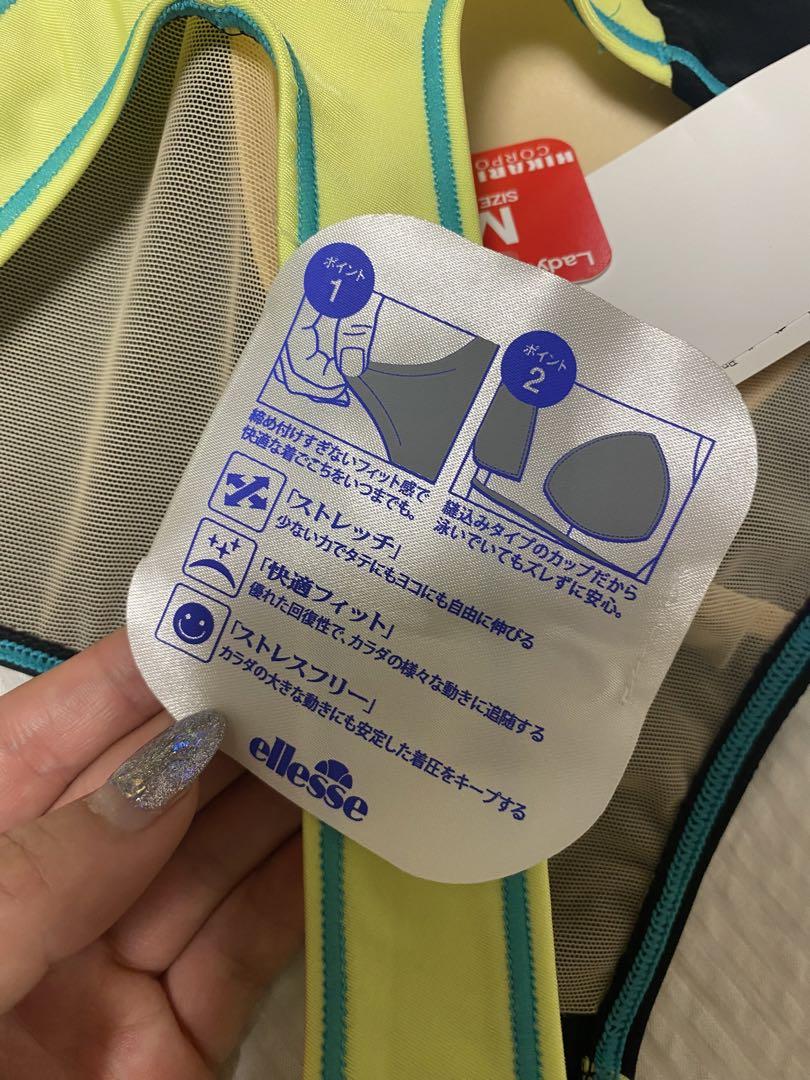 HIKARI
CORPO
SIZE
M
Lady
ポイント
1
締め付けすぎないフィット感で
快適な着ごこちをいつまでも。
ポイント
2
縫込みタイプのカップだから
泳いでいてもズレずに安心。
「ストレッチ」
少ない力でタテにもヨコにも自由に伸びる
「快適フィット」
優れた回復性で、カラダの様々な動きに追随する
「ストレスフリー」
カラダの大きな動きにも安定した着圧をキープする
ellesse